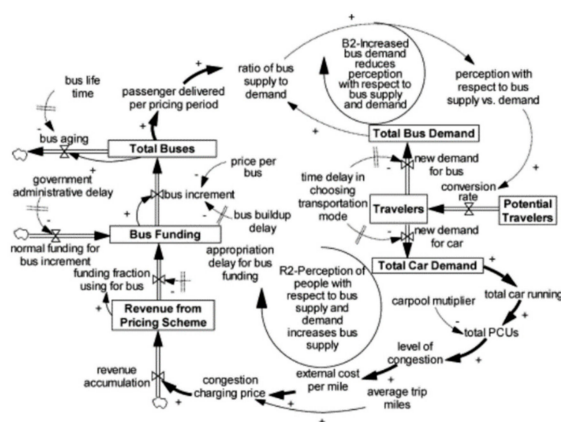 bus life
time
passenger delivered
per pricing period
ratio of bus
supply to
demand
B2-Increased
bus demand
reduces
perception
with respect to
bus supply
and demand
perception with
respect to bus
supply vs. demand
bus aging
Total Buses
Total Bus Demand
government
administrative delay
price per
bus
bus increment
bus buildup
delay
time delay in
choosing
transportation
mode
new demand
for bus
Travelers
conversion
rate
Potential
Travelers
normal funding for
bus increment
Bus Funding
appropriation
delay for bus
funding
new demand
for car
Total Car Demand
funding fraction
using for bus
R2-Perception of
people with
respect to bus
supply and
demand
increases bus
supply
Revenue from
Pricing Scheme
carpool mutiplier
total car running
total PCUs
level of
congestion
revenue
accumulation
congestion
charging price
external cost
per mile
average trip
miles